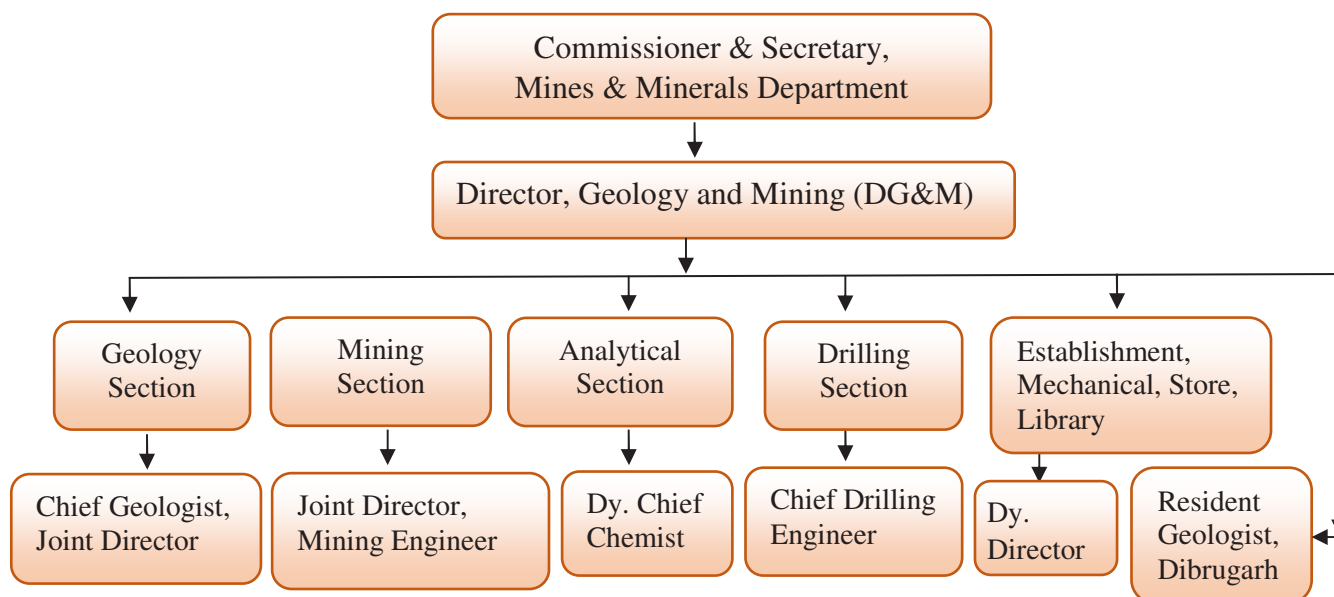 Commissioner & Secretary,
Mines & Minerals Department
Director, Geology and Mining (DG&M)
Geology
Section
Mining
Section
Analytical
Section
Drilling
Section
Establishment,
Mechanical, Store,
Library
Chief Geologist,
Joint Director
Joint Director,
Mining Engineer
Dy. Chief
Chemist
Chief Drilling
Engineer
Dy.
Director
Resident
Geologist,
Dibrugarh